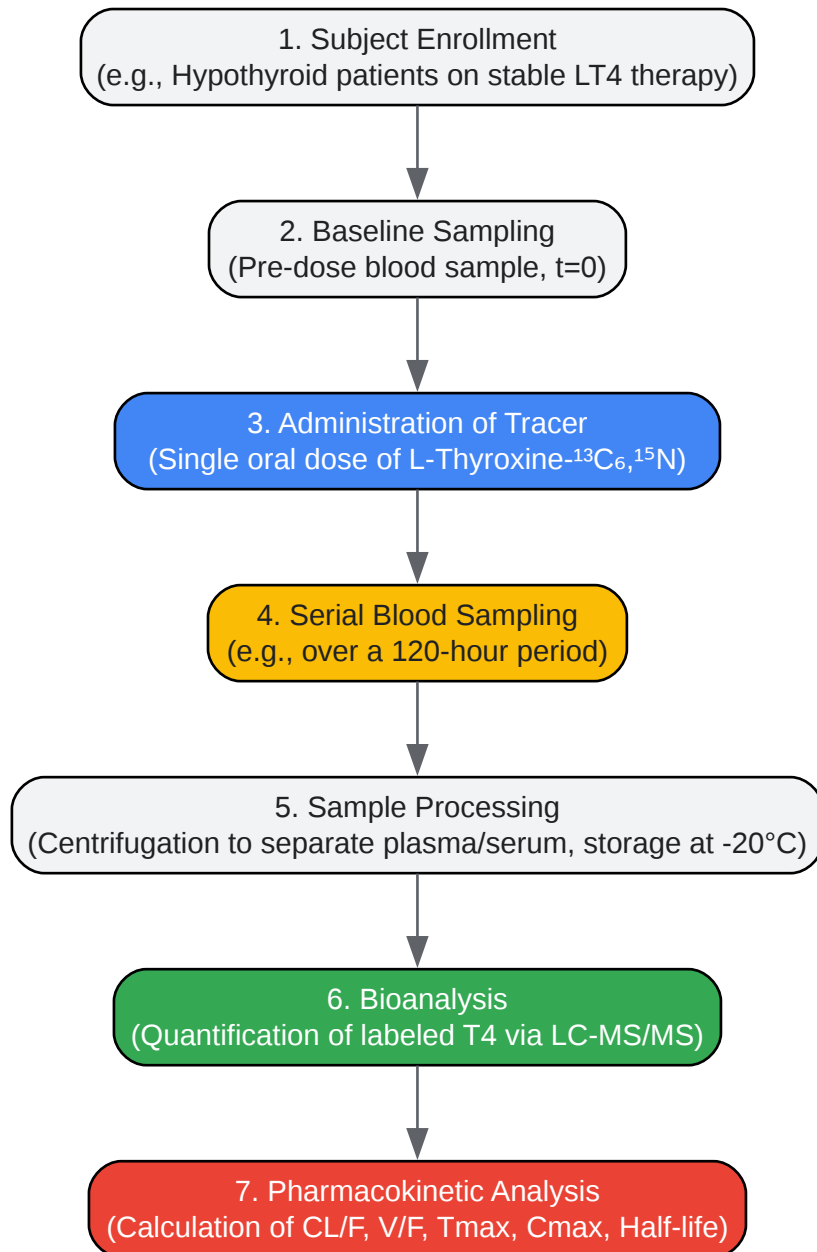 1. Subject Enrollment
(e.g., Hypothyroid patients on stable LT4 therapy)
2. Baseline Sampling
(Pre-dose blood sample, t=0)
3. Administration of Tracer
(Single oral dose of L-Thyroxine-¹³C₆,¹⁵N)
4. Serial Blood Sampling
(e.g., over a 120-hour period)
5. Sample Processing
(Centrifugation to separate plasma/serum, storage at -20°C)
6. Bioanalysis
(Quantification of labeled T4 via LC-MS/MS)
7. Pharmacokinetic Analysis
(Calculation of CL/F, V/F, Tmax, Cmax, Half-life)